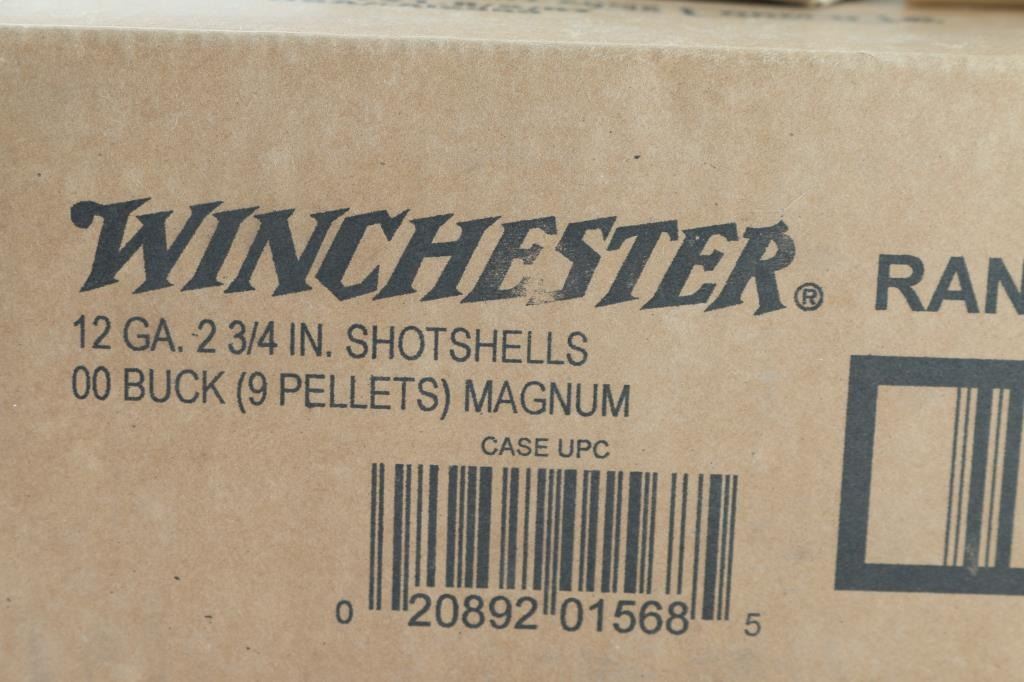 WINCHESTER®
RAN
12 GA. 2 3/4 IN. SHOTSHELLS
00 BUCK (9 PELLETS) MAGNUM
CASE UPC
0 20892 01568 5